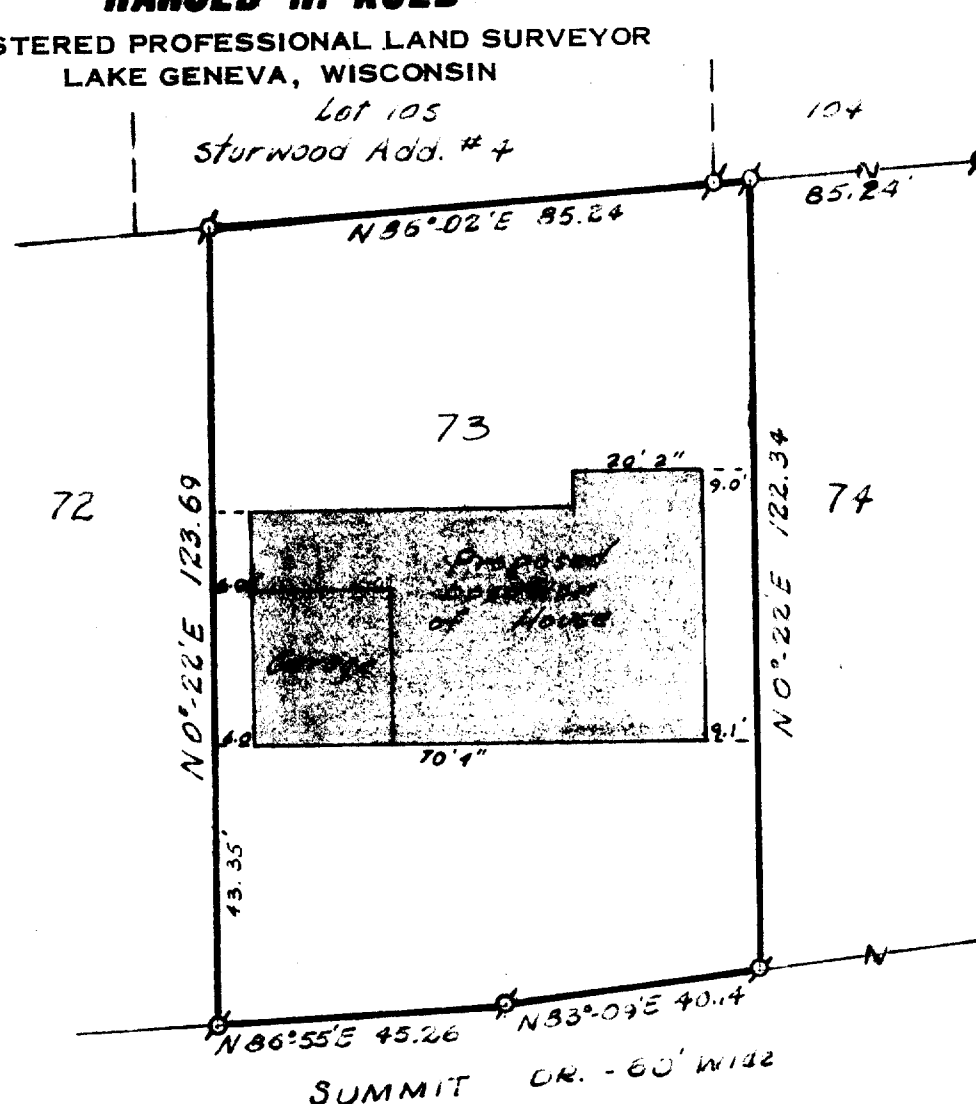 STERED PROFESSIONAL LAND SURVEYOR
LAKE GENEVA, WISCONSIN
Lot 105
Sturwood Add. # 4
104
N86°-02'E 85.24
85.24'
73
72
74
20' 2"
9.0'
N0°-22'E 123.69
N0°-22E 122.34
Proposed
of House
Garage
9.1'
70'4"
43.35'
N86°55'E 45.26
N83°-09'E 40.14
SUMMIT DR. - 60' WIDE